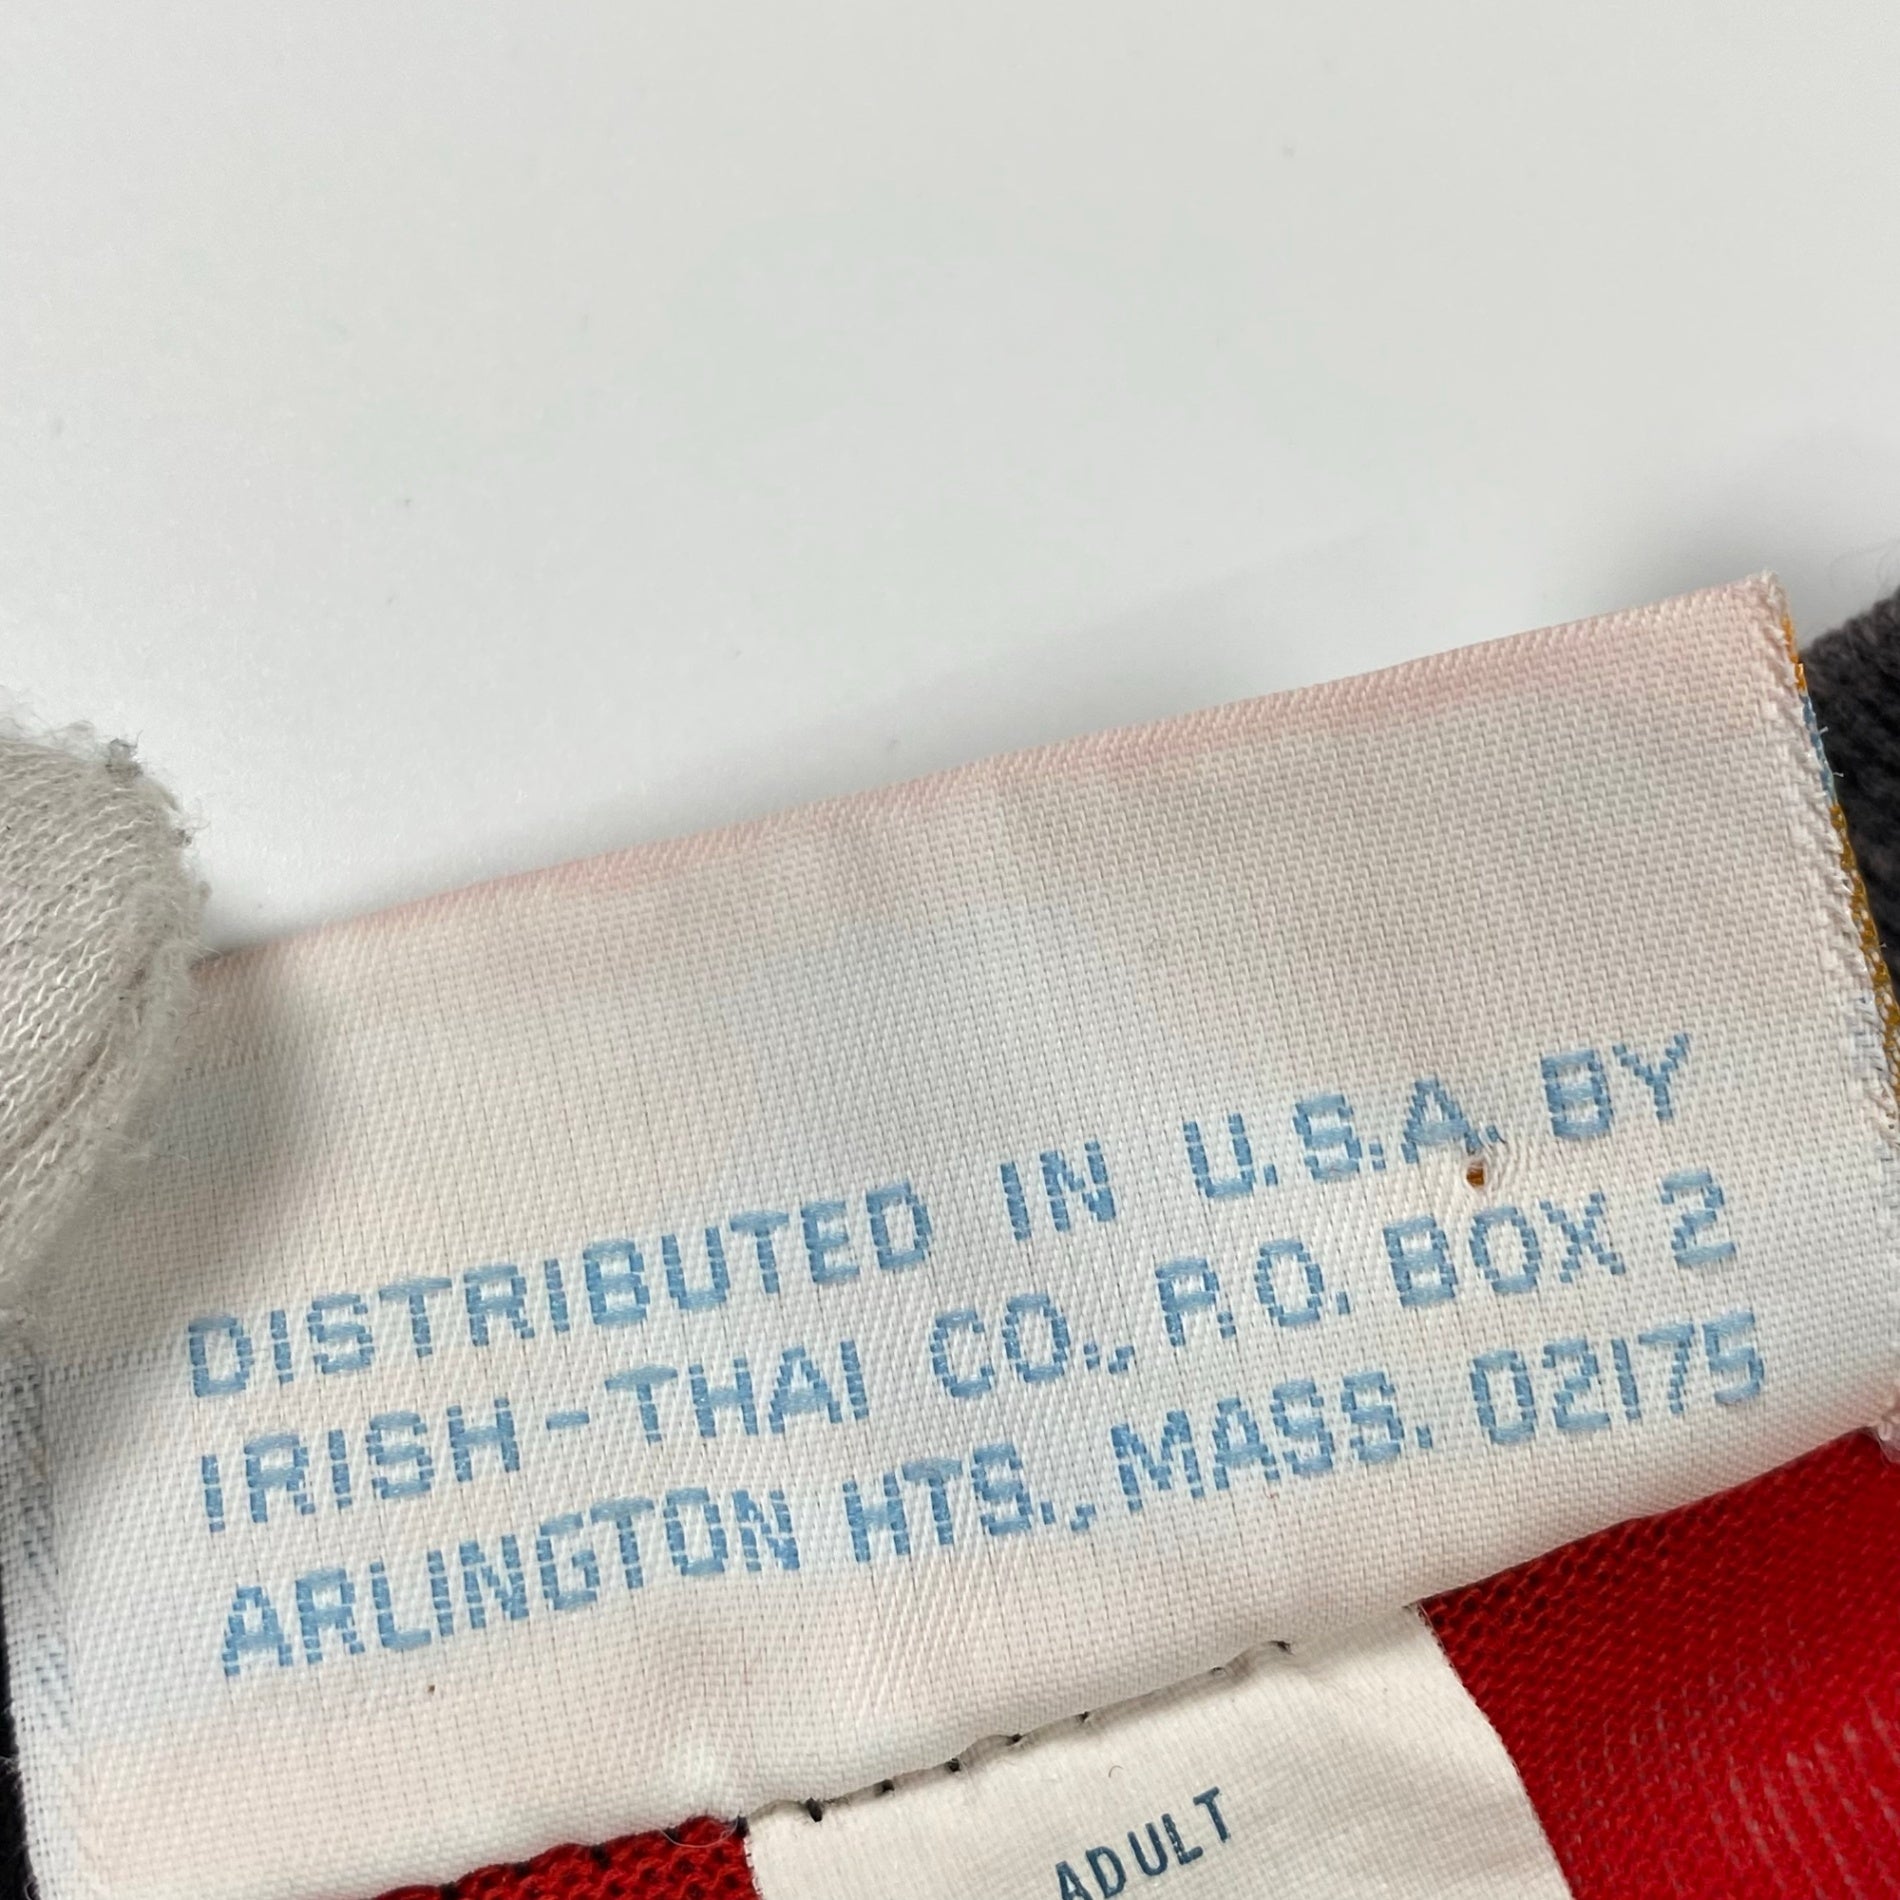 DISTRIBUTED IN U.S.A. BY
IRISH-THAI CO., P.O. BOX 2
ARLINGTON HTS., MASS. 02175
ADULT